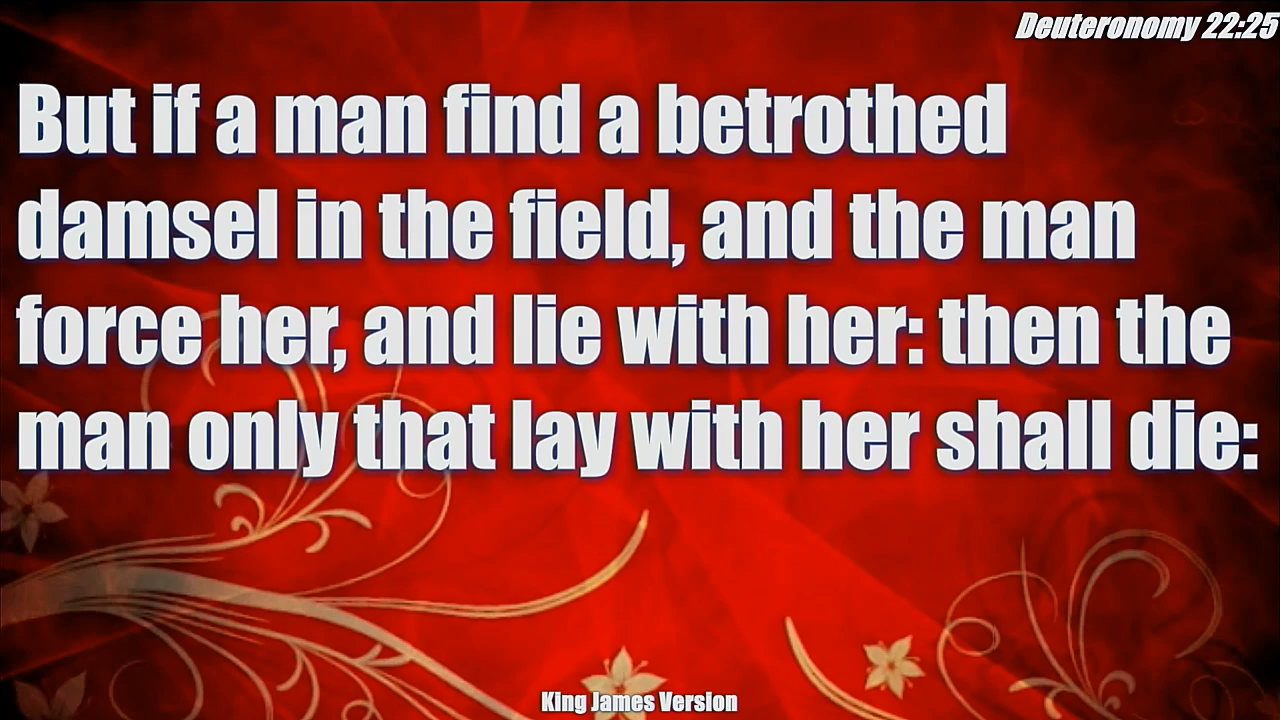 Deuteronomy 22:25
But if a man find a betrothed
damsel in the field, and the man
force her, and lie with her: then the
man only that lay with her shall die:
King James Version